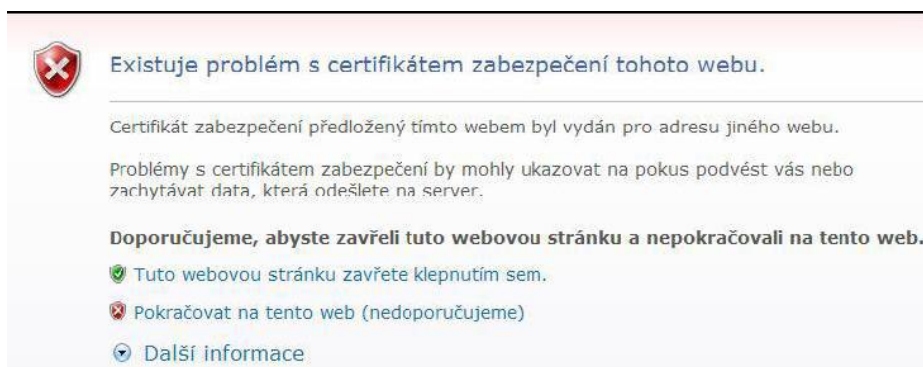 Existuje problém s certifikátem zabezpečení tohoto webu.
Certifikát zabezpečení předložený tímto webem byl vydán pro adresu jiného webu.
Problémy s certifikátem zabezpečení by mohly ukazovat na pokus podvést vás nebo
zachytávat data, která odešlete na server.
Doporučujeme, abyste zavřeli tuto webovou stránku a nepokračovali na tento web.
Tuto webovou stránku zavřete klepnutím sem.
Pokračovat na tento web (nedoporučujeme)
Další informace